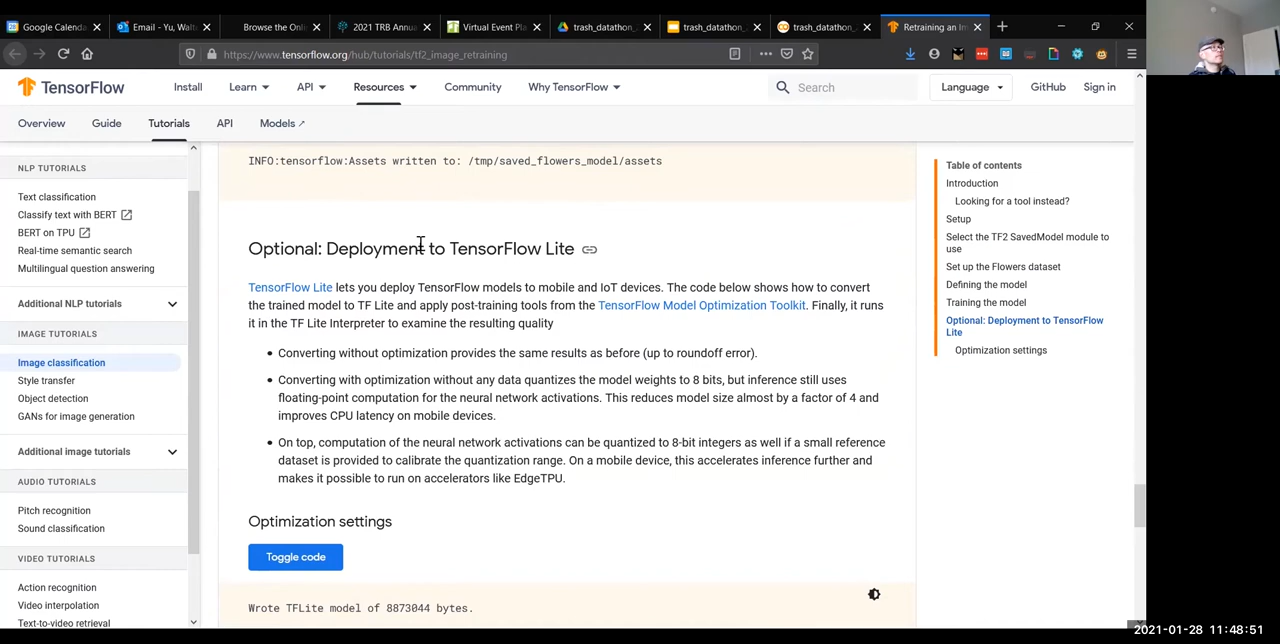 Google Calenda
Email - Yu, Walt
Browse the Onli
2021 TRB Annua
Virtual Event Pla
trash_datathon_
trash_datathon_
trash_datathon_
Retraining an Im
https://www.tensorflow.org/hub/tutorials/tf2_image_retraining
TensorFlow
Install
Learn
API
Resources
Community
Why TensorFlow
Search
Language
GitHub
Sign in
Overview
Guide
Tutorials
API
Models
NLP TUTORIALS
Text classification
Classify text with BERT
BERT on TPU
Real-time semantic search
Multilingual question answering
Additional NLP tutorials
IMAGE TUTORIALS
Image classification
Style transfer
Object detection
GANs for image generation
Additional image tutorials
AUDIO TUTORIALS
Pitch recognition
Sound classification
VIDEO TUTORIALS
Action recognition
Video interpolation
Text-to-video retrieval
INFO:tensorflow:Assets written to: /tmp/saved_flowers_model/assets
Optional: Deployment to TensorFlow Lite
TensorFlow Lite lets you deploy TensorFlow models to mobile and IoT devices. The code below shows how to convert
the trained model to TF Lite and apply post-training tools from the TensorFlow Model Optimization Toolkit. Finally, it runs
it in the TF Lite Interpreter to examine the resulting quality
• Converting without optimization provides the same results as before (up to roundoff error).
• Converting with optimization without any data quantizes the model weights to 8 bits, but inference still uses
floating-point computation for the neural network activations. This reduces model size almost by a factor of 4 and
improves CPU latency on mobile devices.
• On top, computation of the neural network activations can be quantized to 8-bit integers as well if a small reference
dataset is provided to calibrate the quantization range. On a mobile device, this accelerates inference further and
makes it possible to run on accelerators like EdgeTPU.
Optimization settings
Toggle code
Wrote TFLite model of 8873044 bytes.
Table of contents
Introduction
Looking for a tool instead?
Setup
Select the TF2 SavedModel module to
use
Set up the Flowers dataset
Defining the model
Training the model
Optional: Deployment to TensorFlow
Lite
Optimization settings
2021-01-28 11:48:51